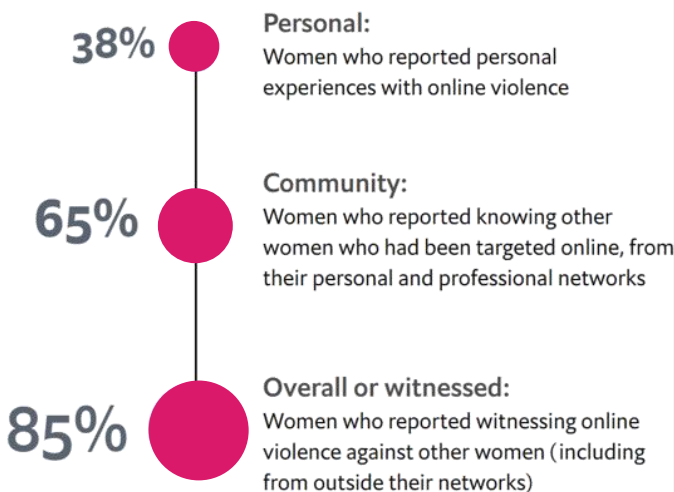 38%
Personal:
Women who reported personal
experiences with online violence
65%
Community:
Women who reported knowing other
women who had been targeted online, from
their personal and professional networks
85%
Overall or witnessed:
Women who reported witnessing online
violence against other women (including
from outside their networks)